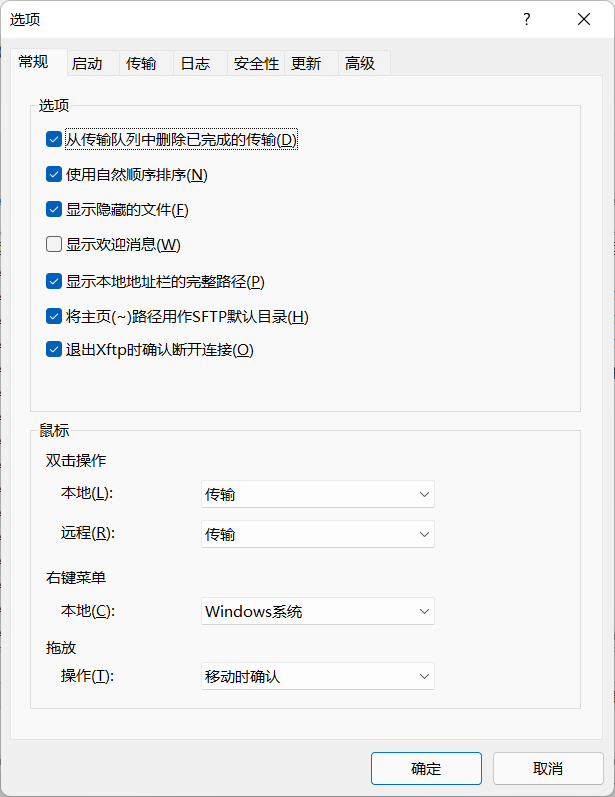 选项
?
常规 启动 传输 日志 安全性 更新 高级
选项
从传输队列中删除已完成的传输(D)
使用自然顺序排序(N)
显示隐藏的文件(F)
显示欢迎消息(W)
显示本地地址栏的完整路径(P)
将主页(~)路径用作SFTP默认目录(H)
退出Xftp时确认断开连接(O)
鼠标
双击操作
本地(L): 传输
远程(R): 传输
右键菜单
本地(C): Windows系统
拖放
操作(T): 移动时确认
确定 取消